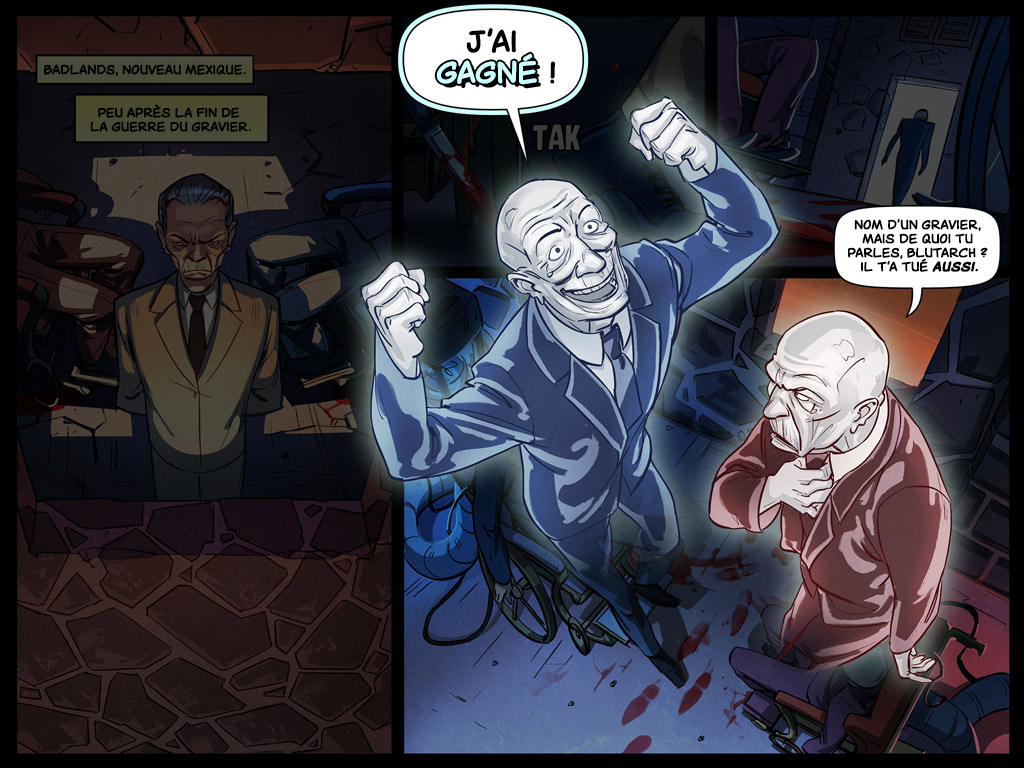 BADLANDS, NOUVEAU MEXIQUE.
PEU APRÈS LA FIN DE
LA GUERRE DU GRAVIER.
J'AI
GAGNÉ !
TAK
NOM D'UN GRAVIER,
MAIS DE QUOI TU
PARLES, BLUTARCH ?
IL T'A TUÉ AUSSI.